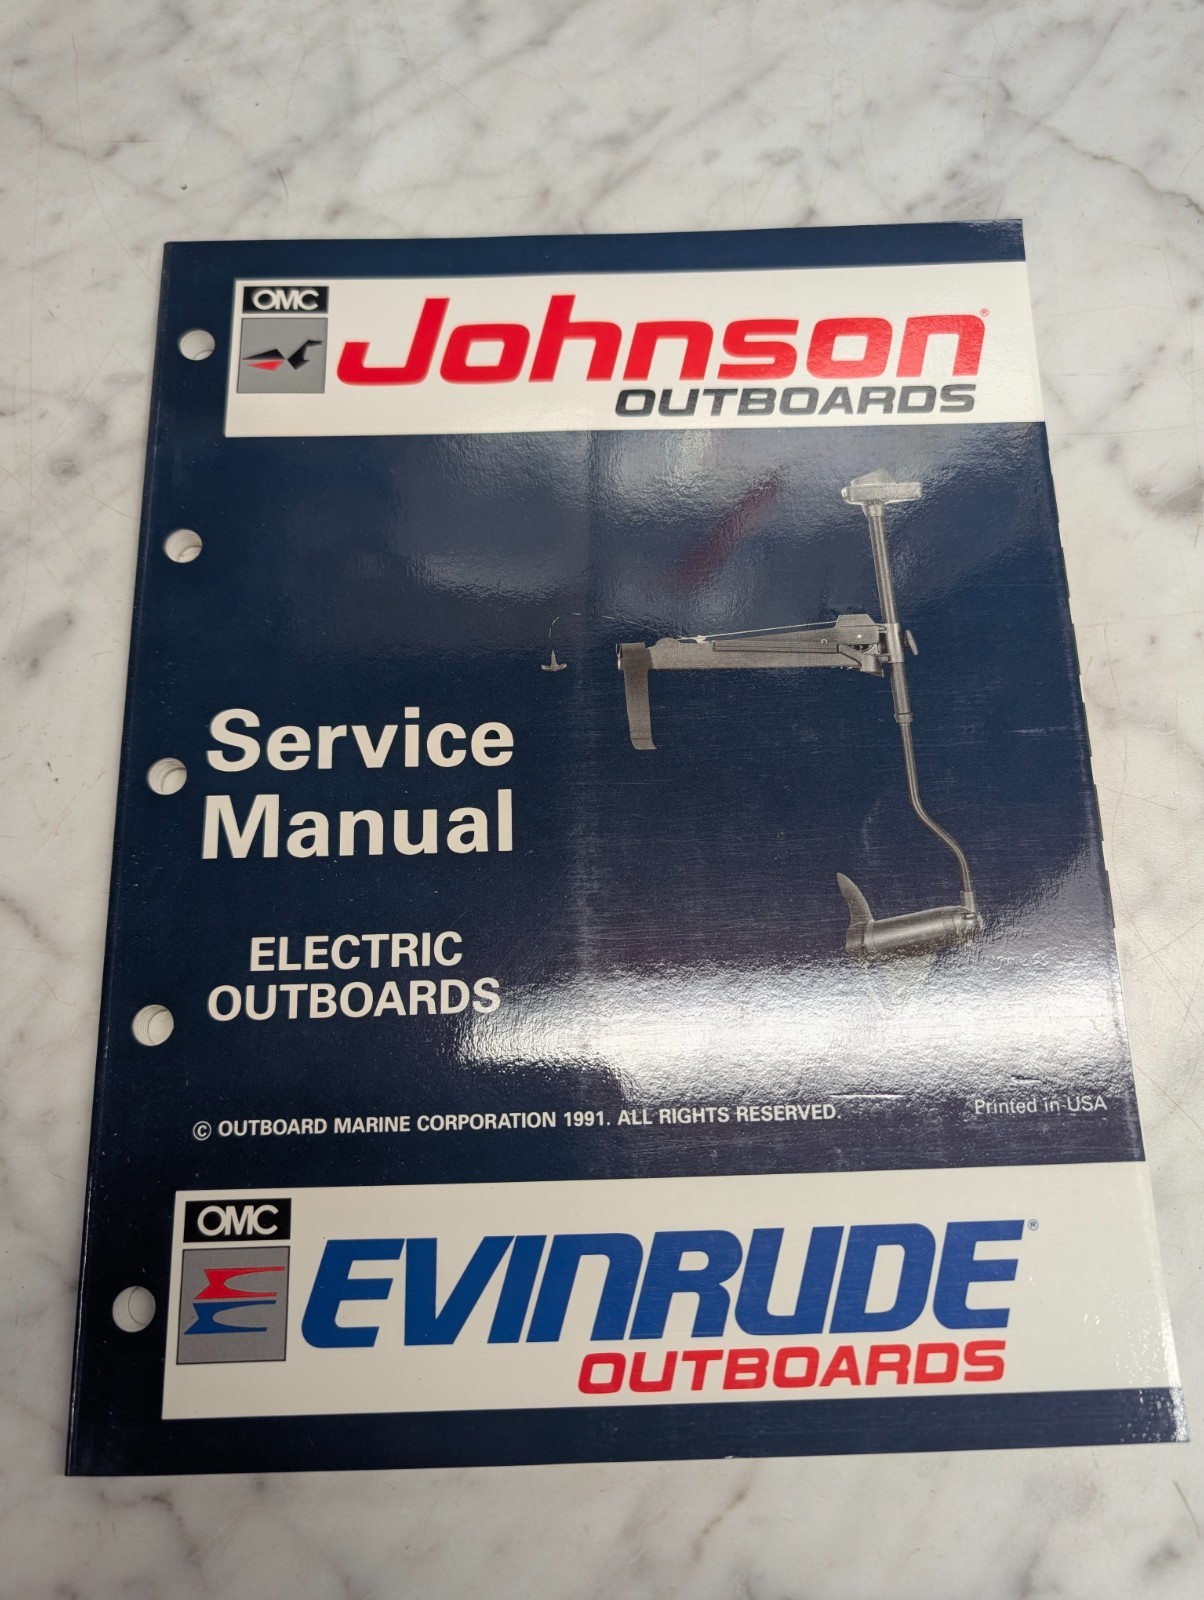 OMC
Johnson®
OUTBOARDS
Service
Manual
ELECTRIC
OUTBOARDS
© OUTBOARD MARINE CORPORATION 1991. ALL RIGHTS RESERVED.
Printed in USA
OMC
EVINRUDE®
OUTBOARDS